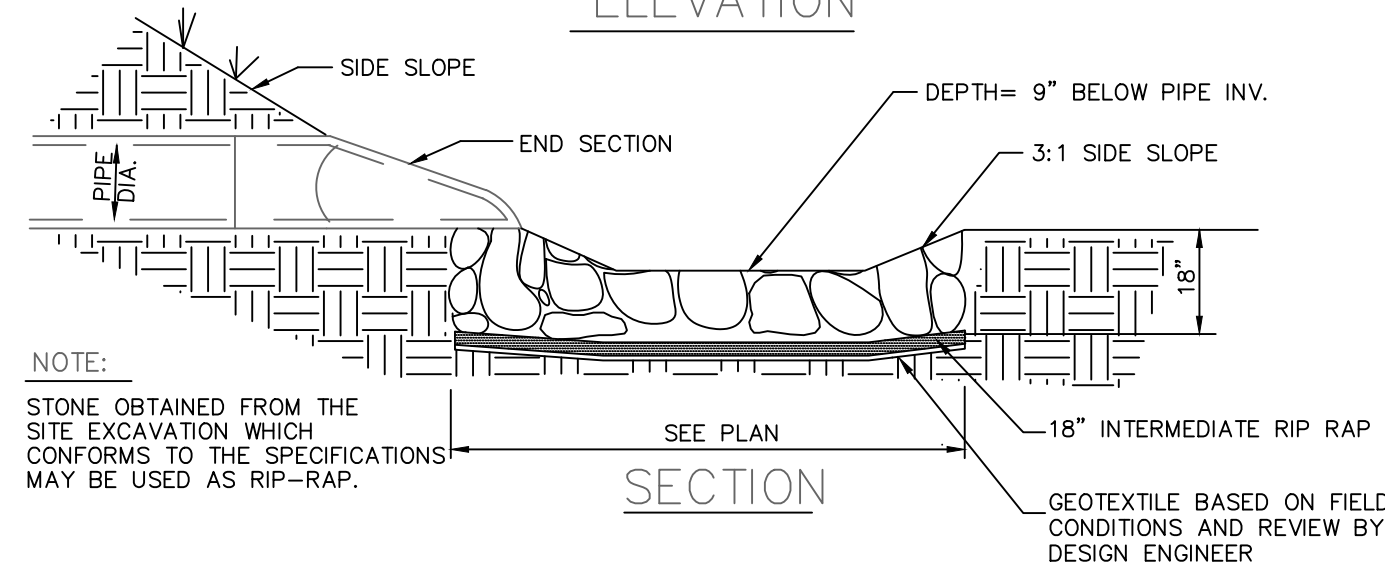 ELEVATION
SIDE SLOPE
DEPTH= 9" BELOW PIPE INV.
END SECTION
3:1 SIDE SLOPE
PIPE
DIA.
18"
NOTE:
STONE OBTAINED FROM THE
SITE EXCAVATION WHICH
CONFORMS TO THE SPECIFICATIONS
MAY BE USED AS RIP-RAP.
SEE PLAN
18" INTERMEDIATE RIP RAP
SECTION
GEOTEXTILE BASED ON FIELD
CONDITIONS AND REVIEW BY
DESIGN ENGINEER